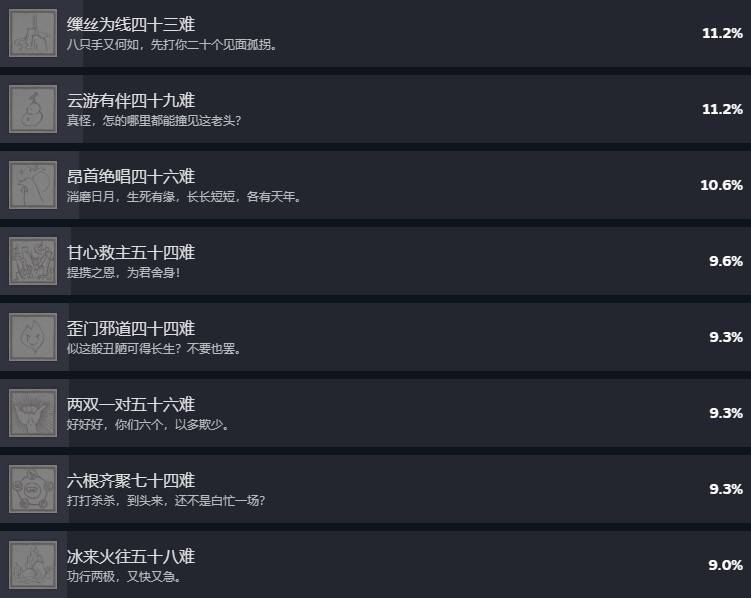 缫丝为线四十三难
11.2%
八只手又何如，先打你二十个见面孤拐。
云游有伴四十九难
11.2%
真怪，怎的哪里都能撞见这老头？
昂首绝唱四十六难
10.6%
消磨日月，生死有缘，长长短短，各有天年。
甘心救主五十四难
9.6%
提携之恩，为君舍身！
歪门邪道四十四难
9.3%
似这般丑陋可得长生？不要也罢。
两双一对五十六难
9.3%
好好好，你们六个，以多欺少。
六根齐聚七十四难
9.3%
打打杀杀，到头来，还不是白忙一场？
冰来火往五十八难
9.0%
功行两极，又快又急。